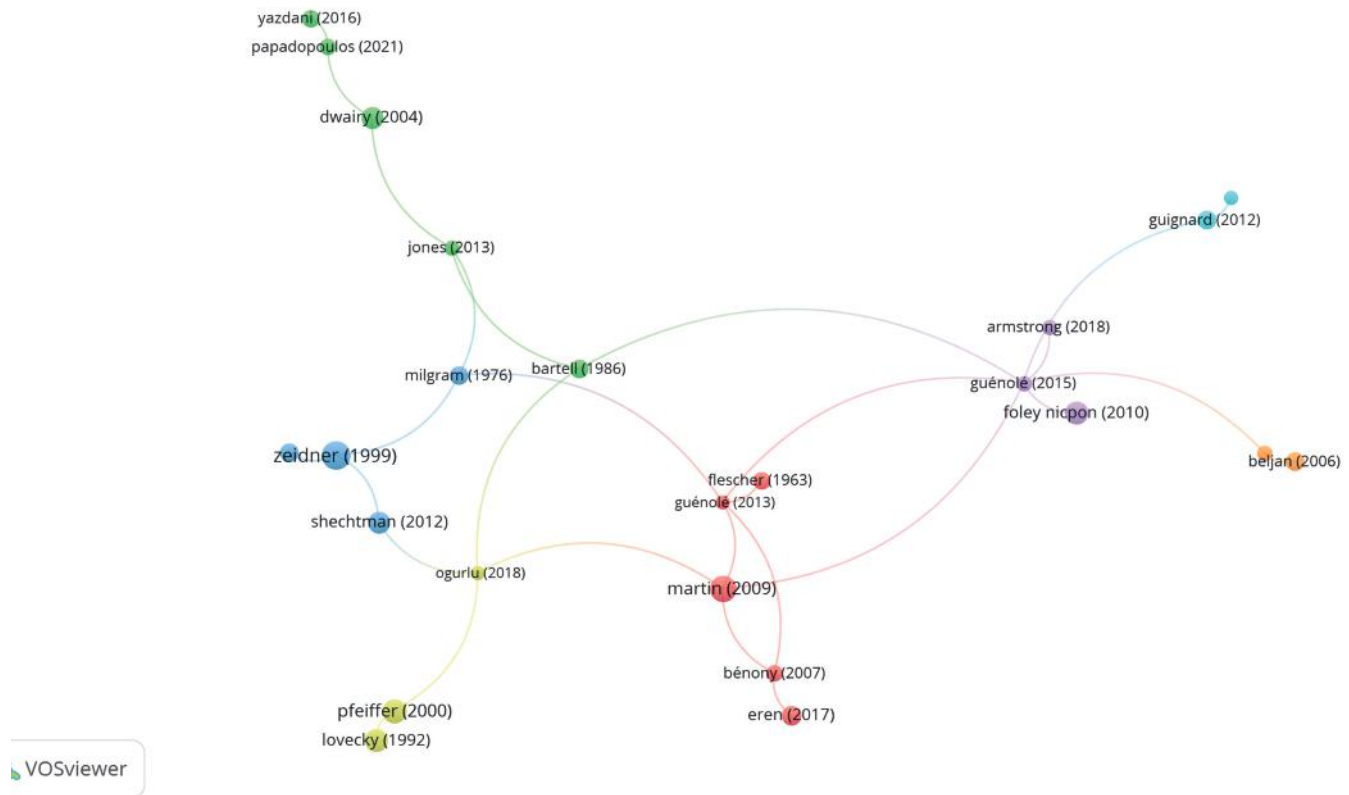 yazdani (2016)
papadopoulos (2021)
dwairy (2004)
guignard (2012)
jones (2013)
armstrong (2018)
milgram (1976)
bartell (1986)
guénolé (2015)
foley nicpon (2010)
zeidner (1999)
beljan (2006)
flescher (1963)
guénolé (2013)
shechtman (2012)
ogurlu (2018)
martin (2009)
bénony (2007)
pfeiffer (2000)
eren (2017)
lovecky (1992)
VOSviewer